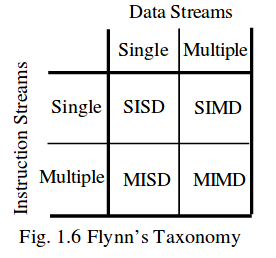 Data Streams
Single Multiple
Instruction Streams
Single SISD SIMD
Multiple MISD MIMD
Fig. 1.6 Flynn's Taxonomy